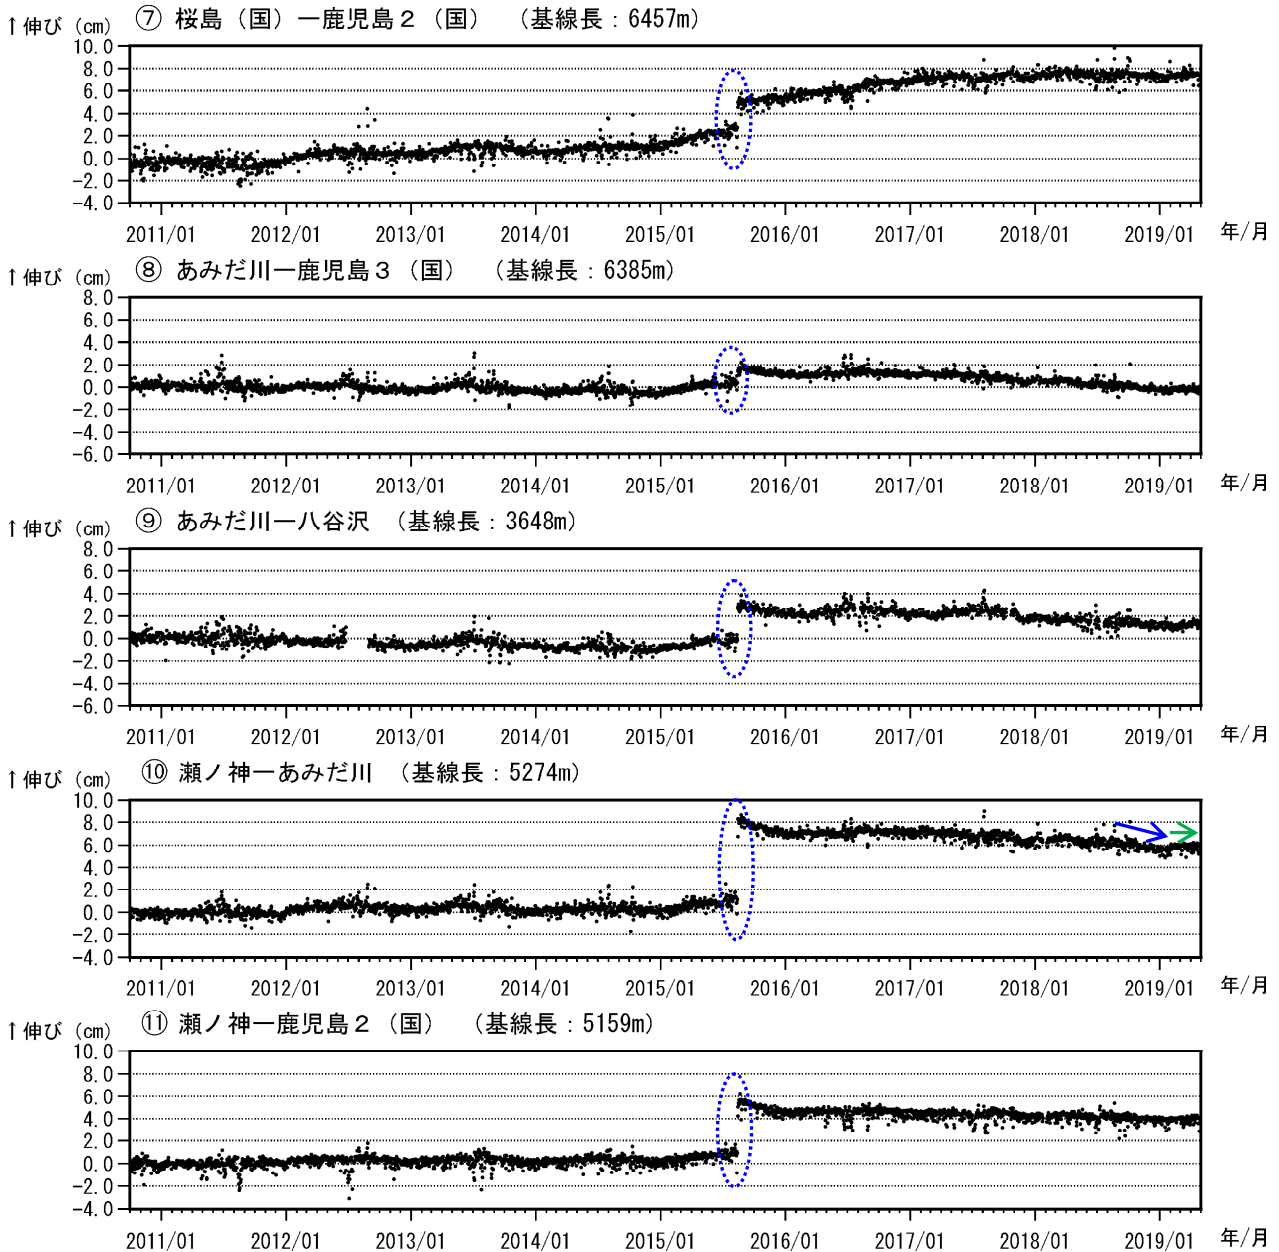 ⑦ 桜島（国）ー鹿児島２（国）　（基線長：6457m）
↑伸び（cm）
10.0
8.0
6.0
4.0
2.0
0.0
−2.0
−4.0
2011/01 2012/01 2013/01 2014/01 2015/01 2016/01 2017/01 2018/01 2019/01 年/月
⑧ あみだ川ー鹿児島３（国）　（基線長：6385m）
↑伸び（cm）
8.0
6.0
4.0
2.0
0.0
−2.0
−4.0
−6.0
2011/01 2012/01 2013/01 2014/01 2015/01 2016/01 2017/01 2018/01 2019/01 年/月
⑨ あみだ川ー八谷沢　（基線長：3648m）
↑伸び（cm）
8.0
6.0
4.0
2.0
0.0
−2.0
−4.0
−6.0
2011/01 2012/01 2013/01 2014/01 2015/01 2016/01 2017/01 2018/01 2019/01 年/月
⑩ 瀬ノ神ーあみだ川　（基線長：5274m）
↑伸び（cm）
10.0
8.0
6.0
4.0
2.0
0.0
−2.0
−4.0
2011/01 2012/01 2013/01 2014/01 2015/01 2016/01 2017/01 2018/01 2019/01 年/月
⑪ 瀬ノ神ー鹿児島２（国）　（基線長：5159m）
↑伸び（cm）
10.0
8.0
6.0
4.0
2.0
0.0
−2.0
−4.0
2011/01 2012/01 2013/01 2014/01 2015/01 2016/01 2017/01 2018/01 2019/01 年/月